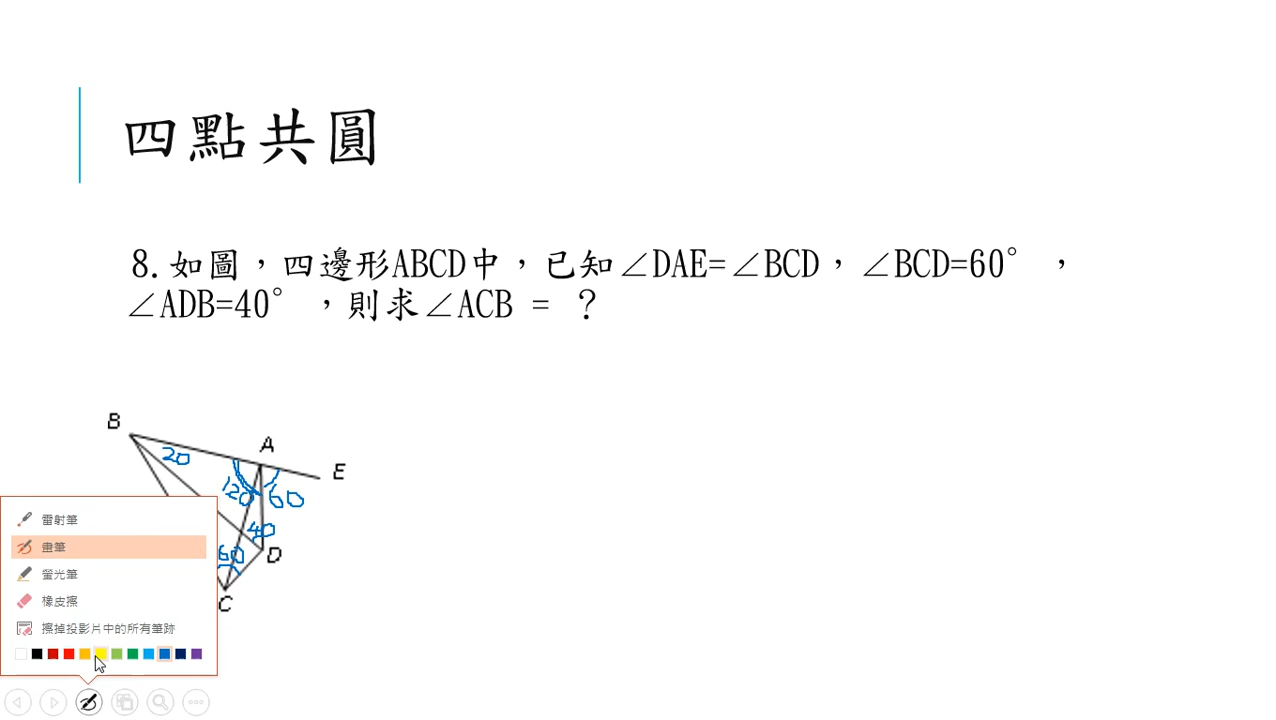 四點共圓
8.如圖，四邊形ABCD中，已知∠DAE=∠BCD，∠BCD=60°，
∠ADB=40°，則求∠ACB = ？
B
A
E
20
120
60
40
60
D
C
雷射筆
畫筆
螢光筆
橡皮擦
擦掉投影片中的所有筆跡